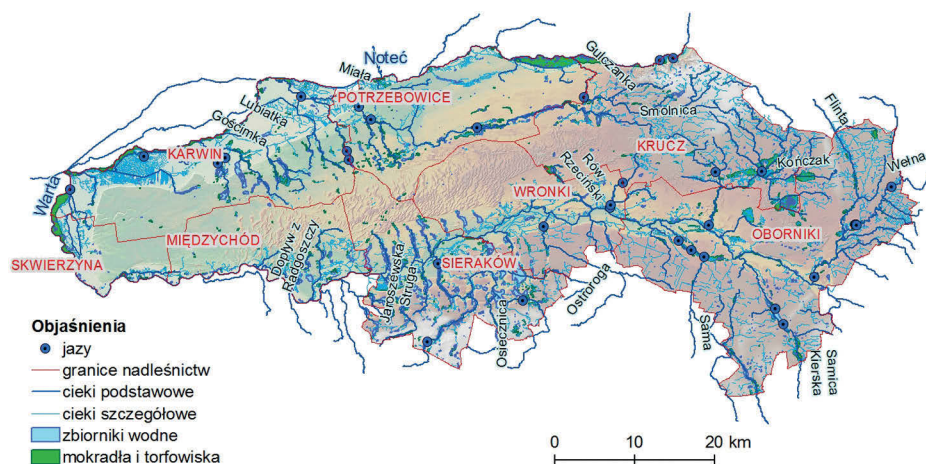 Noteć
Miała
Gulczanka
POTRZEBOWICE
Smolnica
Flinta
Lubiatka
Gościmka
KARWIN
KRUCZ
Kończak
Wełna
Rów
Rzeciński
WRONKI
Warta
MIĘDZYCHÓD
OBORNIKI
SKWIERZYNA
Dopływ z
Radgoszczy
Jaroszewska
Struga
SIERAKÓW
Osiecznica
Ostroroga
Sama
Samica
Kierska
Objaśnienia
jazy
granice nadleśnictw
cieki podstawowe
cieki szczegółowe
zbiorniki wodne
mokradła i torfowiska
0 10 20 km